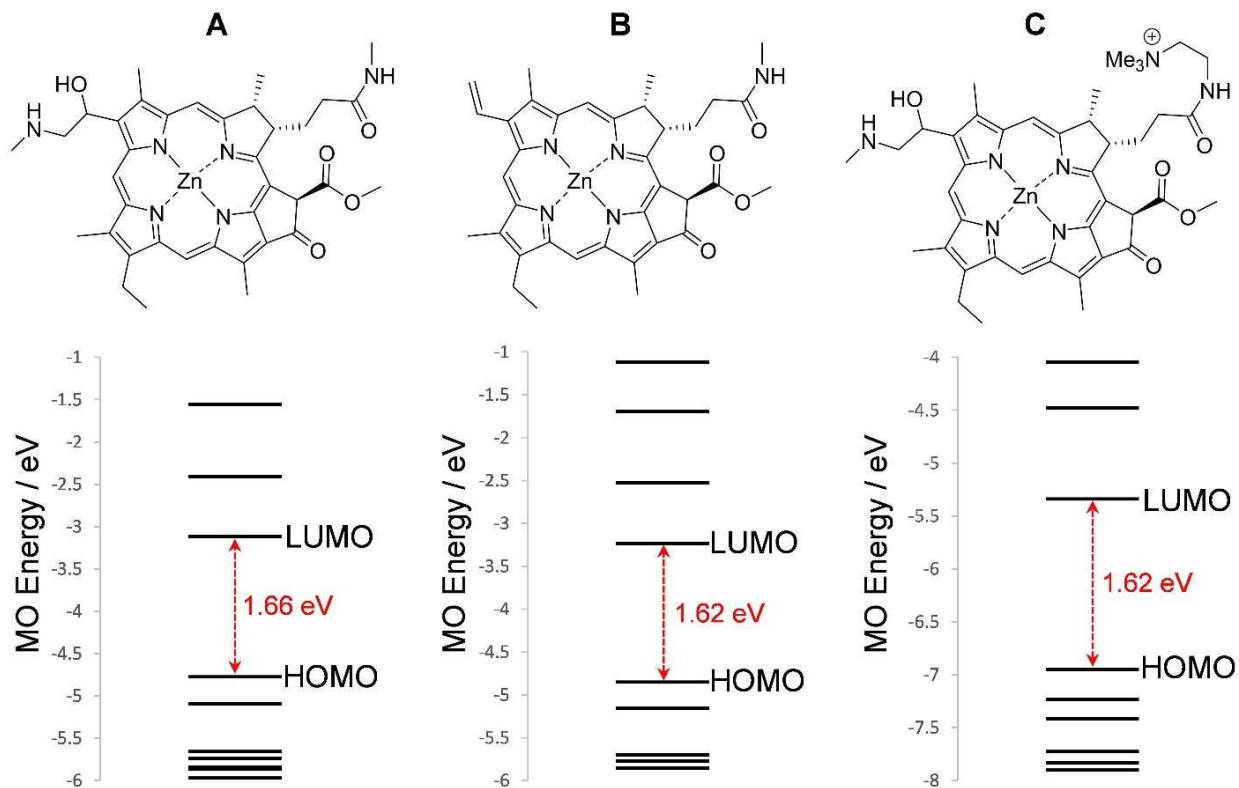 A
B
C
HO
H
N
Zn
N
N
N
N
N
H
O
O
O
O
N
H
O
O
O
O
Zn
N
N
N
N
Me3N
+
NH
O
HO
H
N
Zn
N
N
N
N
O
O
O
MO Energy / eV
-1
-1.5
-2
-2.5
-3
-3.5
-4
-4.5
-5
-5.5
-6
LUMO
1.66 eV
HOMO
MO Energy / eV
-1
-1.5
-2
-2.5
-3
-3.5
-4
-4.5
-5
-5.5
-6
LUMO
1.62 eV
HOMO
MO Energy / eV
-4
-4.5
-5
-5.5
-6
-6.5
-7
-7.5
-8
LUMO
1.62 eV
HOMO